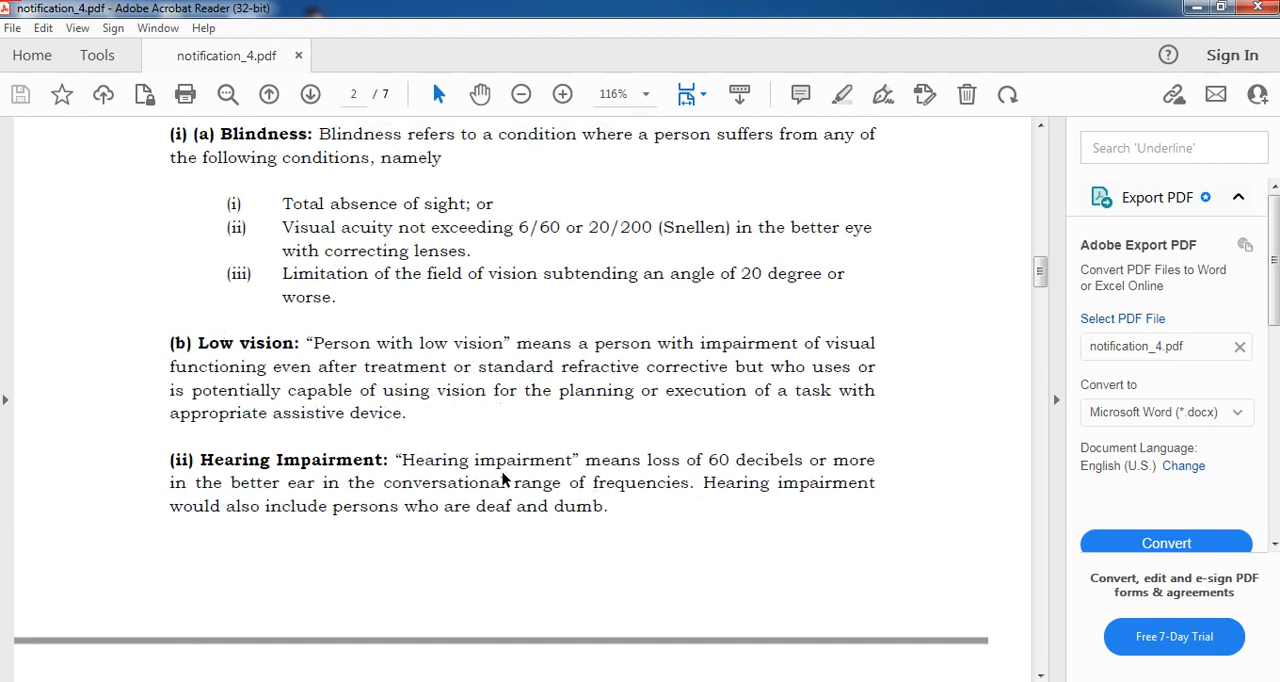 notification_4.pdf - Adobe Acrobat Reader (32-bit)
File Edit View Sign Window Help
Home Tools notification_4.pdf × ? Sign In
2 / 7 116%
(i) (a) Blindness: Blindness refers to a condition where a person suffers from any of
the following conditions, namely
(i) Total absence of sight; or
(ii) Visual acuity not exceeding 6/60 or 20/200 (Snellen) in the better eye
with correcting lenses.
(iii) Limitation of the field of vision subtending an angle of 20 degree or
worse.
(b) Low vision: “Person with low vision” means a person with impairment of visual
functioning even after treatment or standard refractive corrective but who uses or
is potentially capable of using vision for the planning or execution of a task with
appropriate assistive device.
(ii) Hearing Impairment: “Hearing impairment” means loss of 60 decibels or more
in the better ear in the conversational range of frequencies. Hearing impairment
would also include persons who are deaf and dumb.
Search 'Underline'
Export PDF
Adobe Export PDF
Convert PDF Files to Word
or Excel Online
Select PDF File
notification_4.pdf
Convert to
Microsoft Word (*.docx)
Document Language:
English (U.S.) Change
Convert
Convert, edit and e-sign PDF
forms & agreements
Free 7-Day Trial